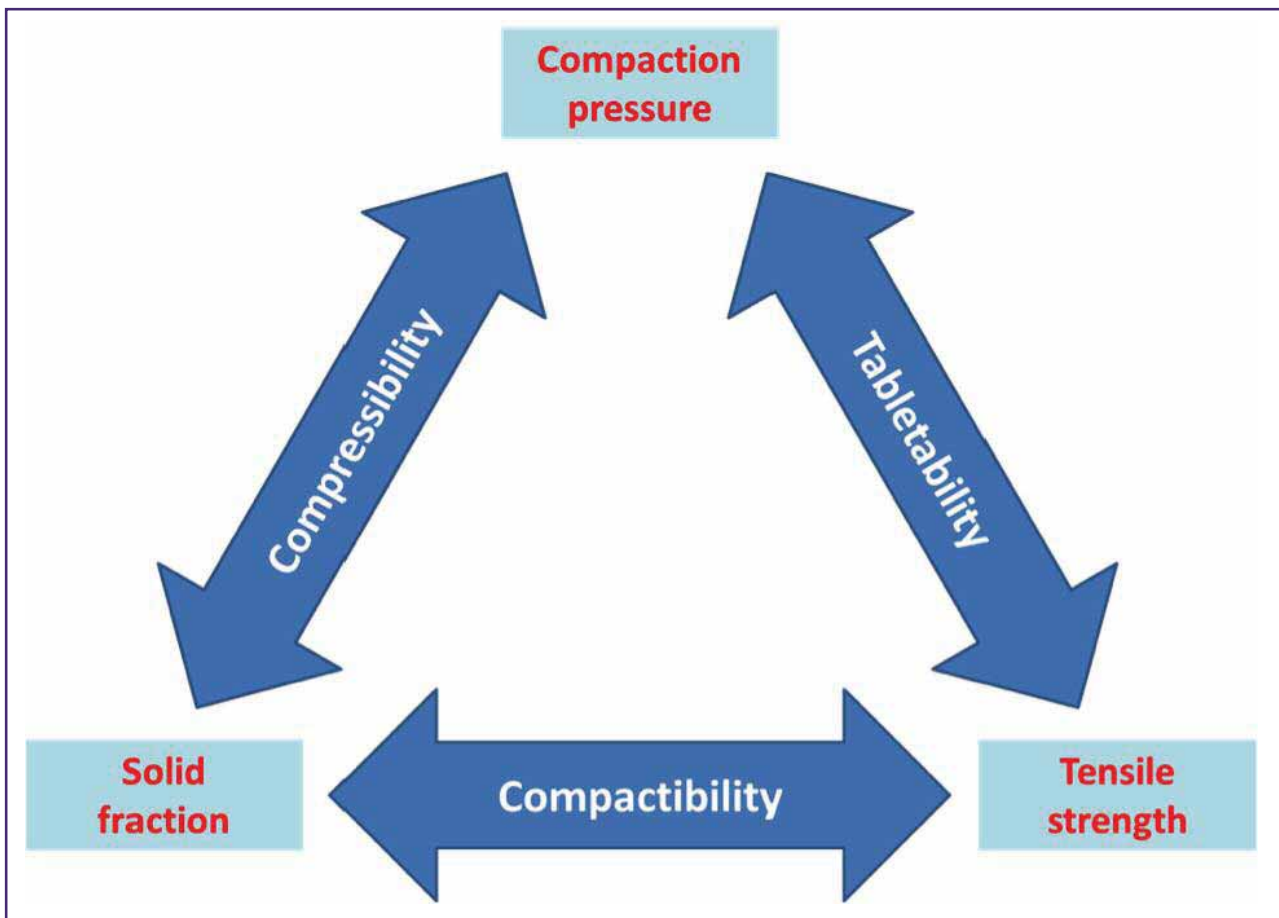 Compaction
pressure
Compressibility
Tabletability
Solid
fraction
Compactibility
Tensile
strength